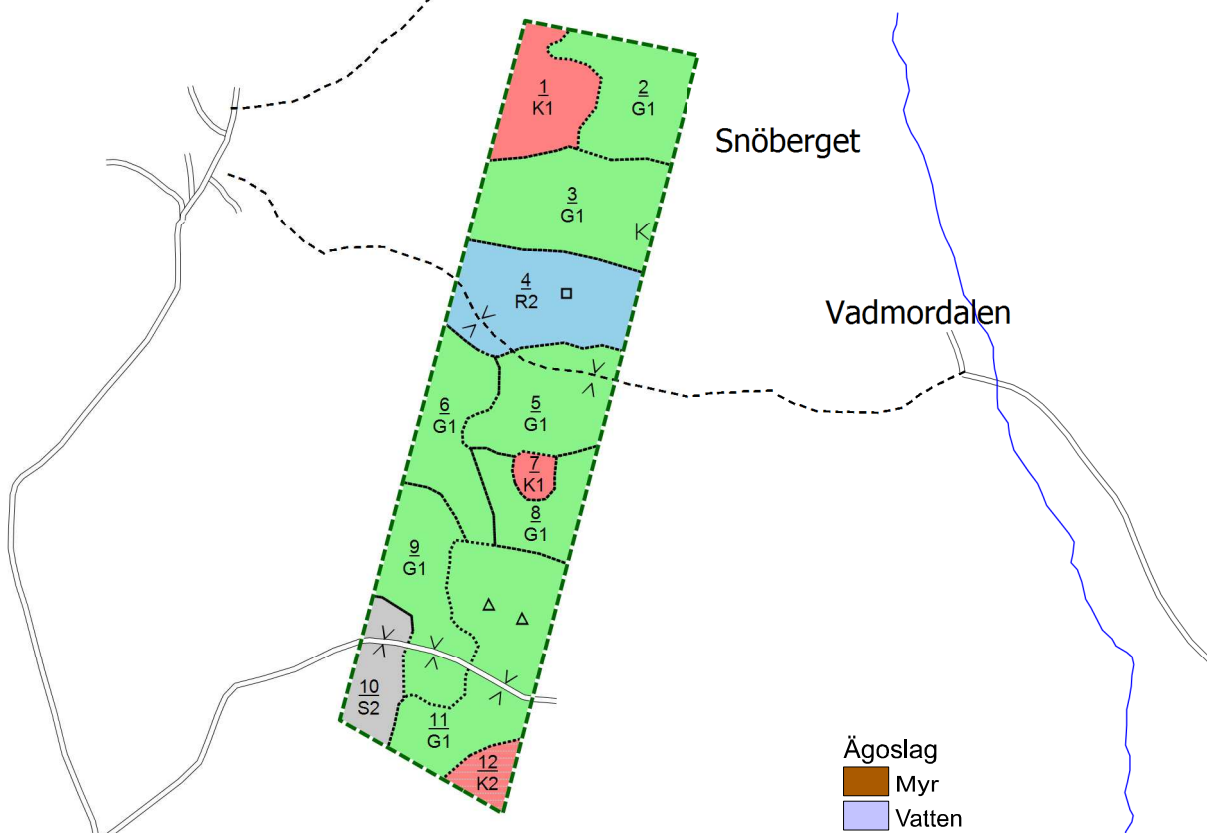 1
K1
2
G1
Snöberget
3
G1
K
4
R2
Vadmordalen
6
G1
5
G1
7
K1
8
G1
9
G1
10
S2
11
G1
12
K2
Ägoslag
Myr
Vatten